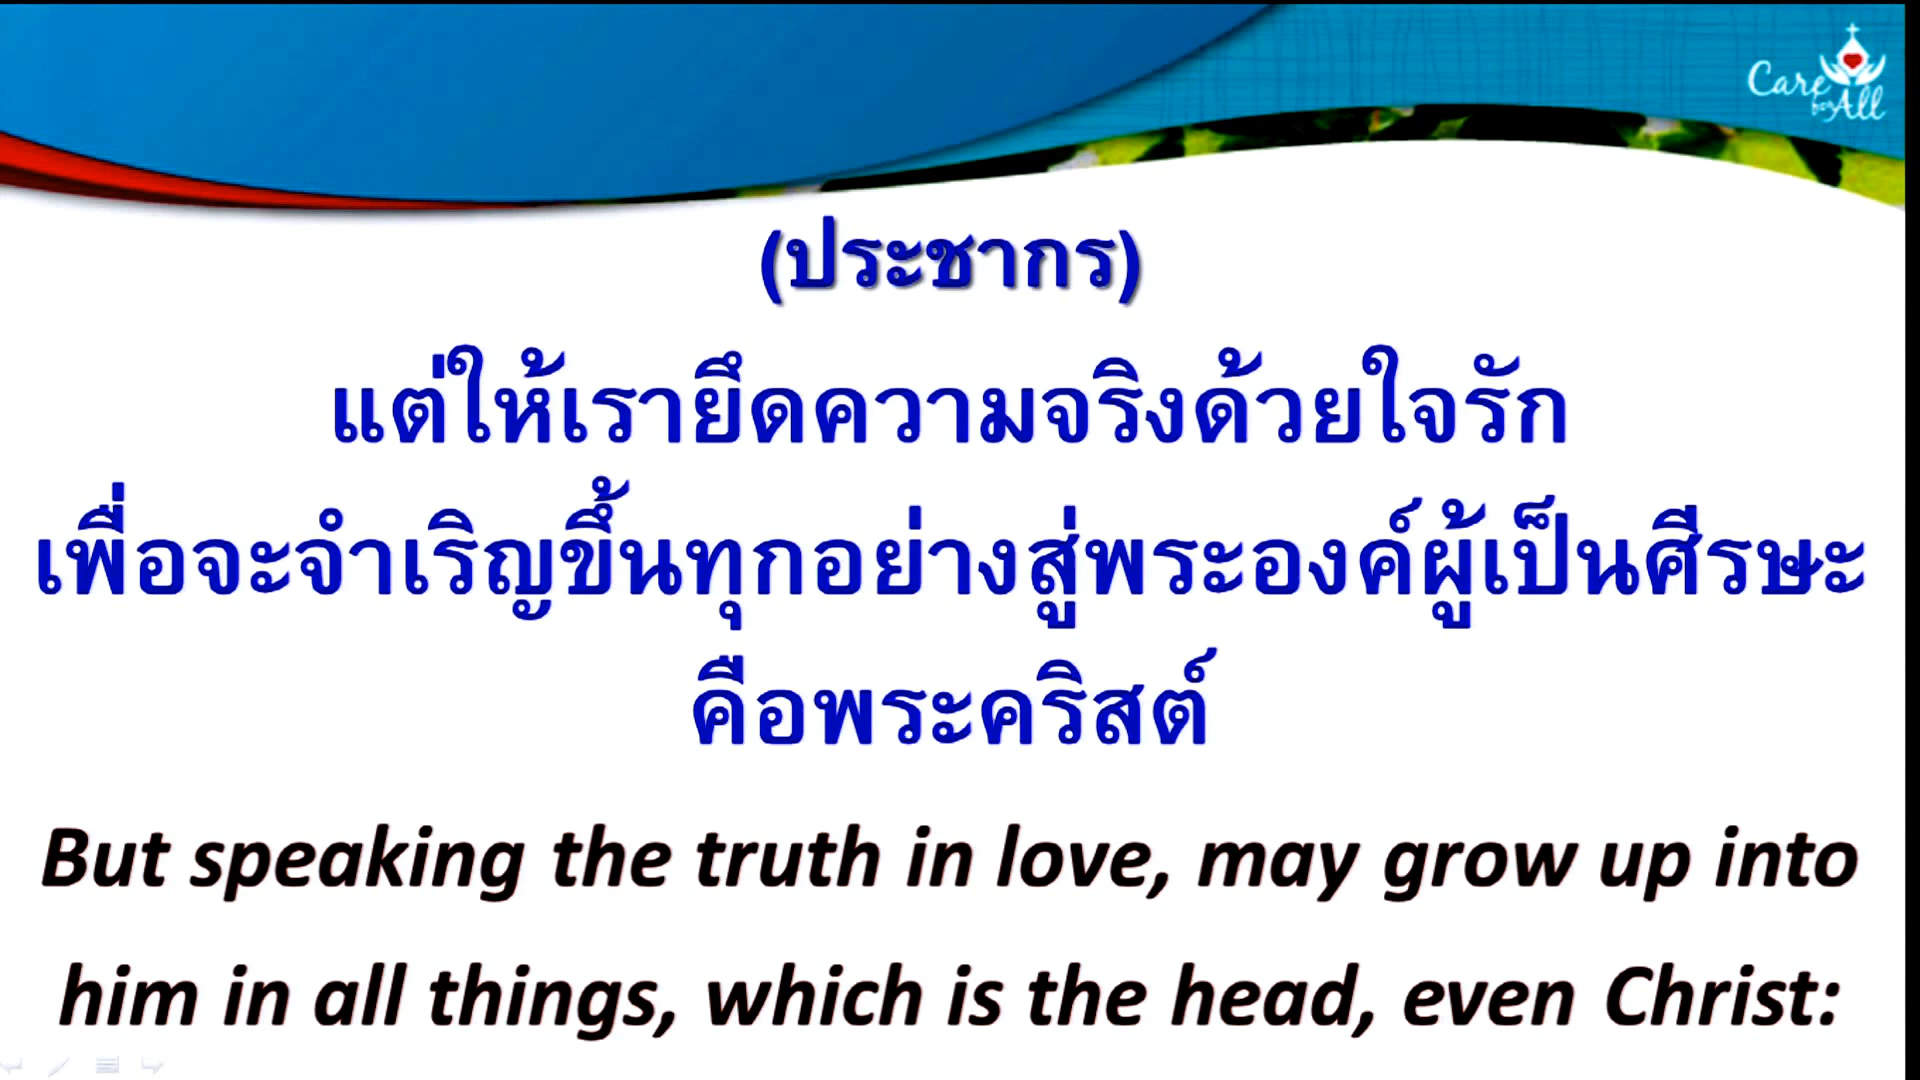 Care
for All
(ประชากร)
แต่ให้เรายึดความจริงด้วยใจรัก
เพื่อจะจำเริญขึ้นทุกอย่างสู่พระองค์ผู้เป็นศีรษะ
คือพระคริสต์
But speaking the truth in love, may grow up into
him in all things, which is the head, even Christ: